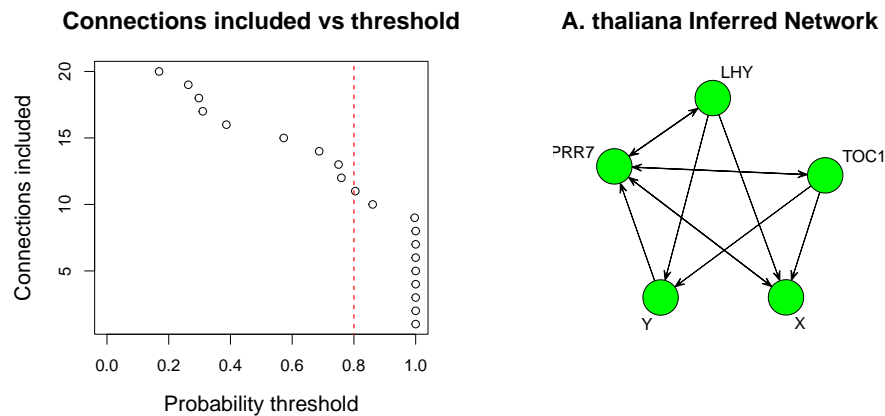 Connections included vs threshold
A. thaliana Inferred Network
20
15
10
5
Connections included
0.0 0.2 0.4 0.6 0.8 1.0
Probability threshold
LHY
PRR7
TOC1
Y
X